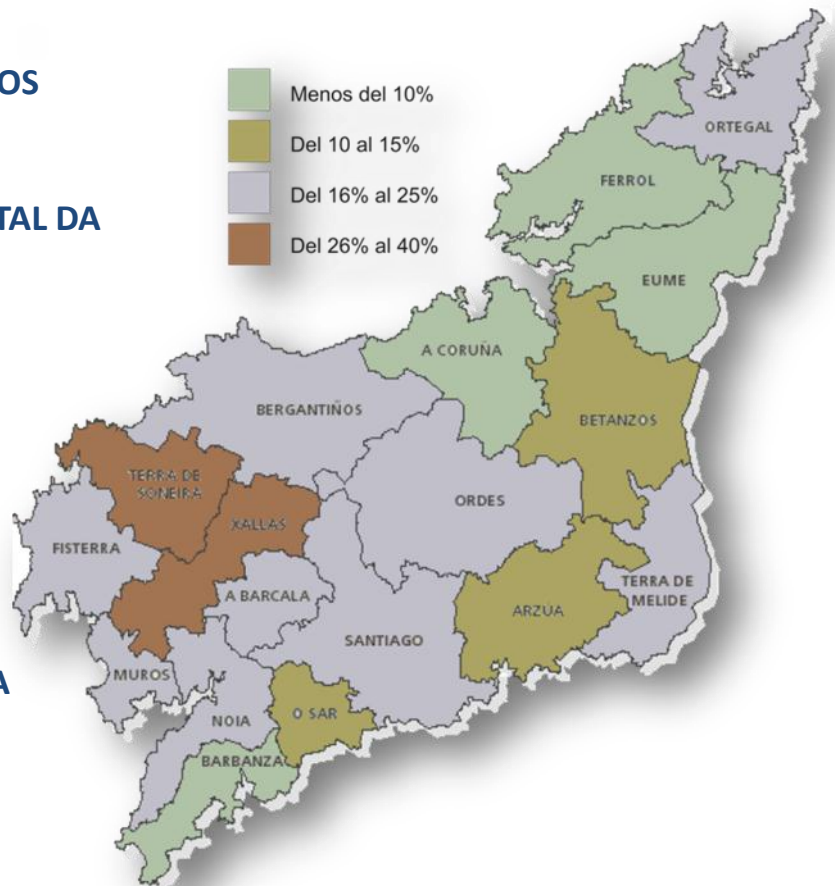 OS
TAL DA
A
Menos del 10%
Del 10 al 15%
Del 16% al 25%
Del 26% al 40%
ORTEGAL
FERROL
EUME
A CORUÑA
BETANZOS
BERGANTIÑOS
TERRA DE
SONEIRA
XALLAS
ORDES
FISTERRA
A BARCALA
TERRA DE
MELIDE
ARZÚA
SANTIAGO
MUROS
NOIA
O SAR
BARBANZA